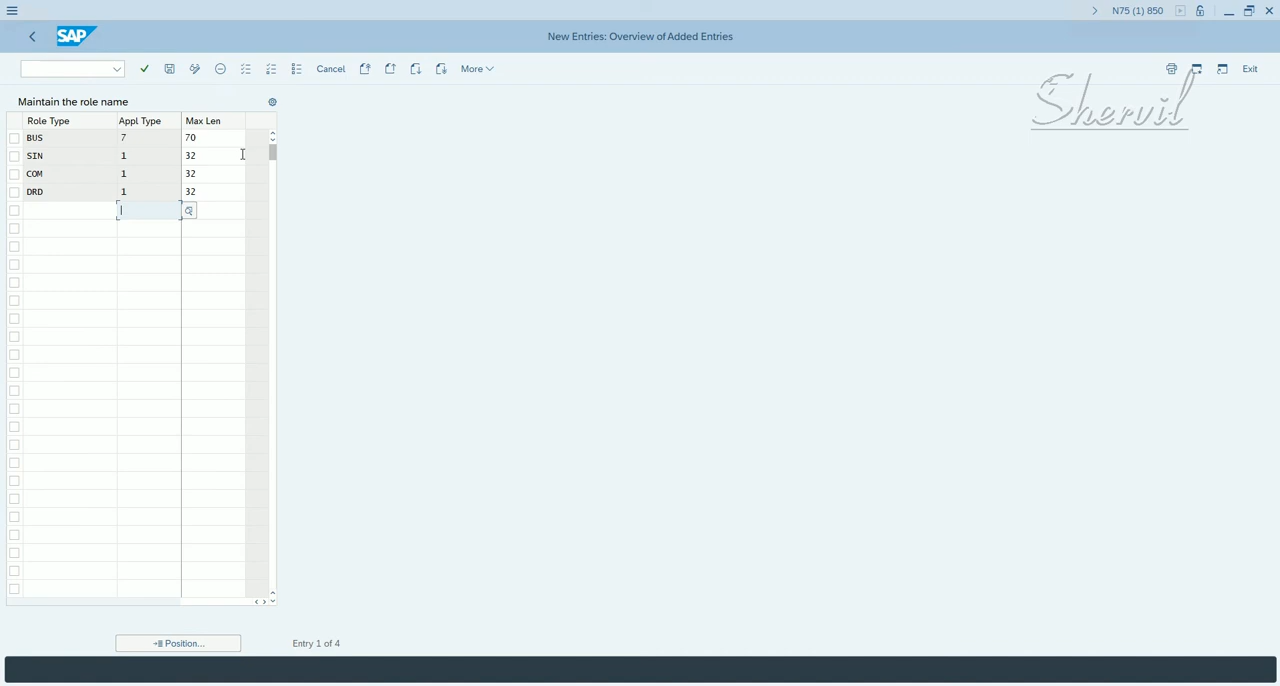 N75 (1) 850
SAP
New Entries: Overview of Added Entries
Cancel
More
Exit
Shervil
Maintain the role name
Role Type Appl Type Max Len
BUS 7 70
SIN 1 32
COM 1 32
DRD 1 32
Position...
Entry 1 of 4